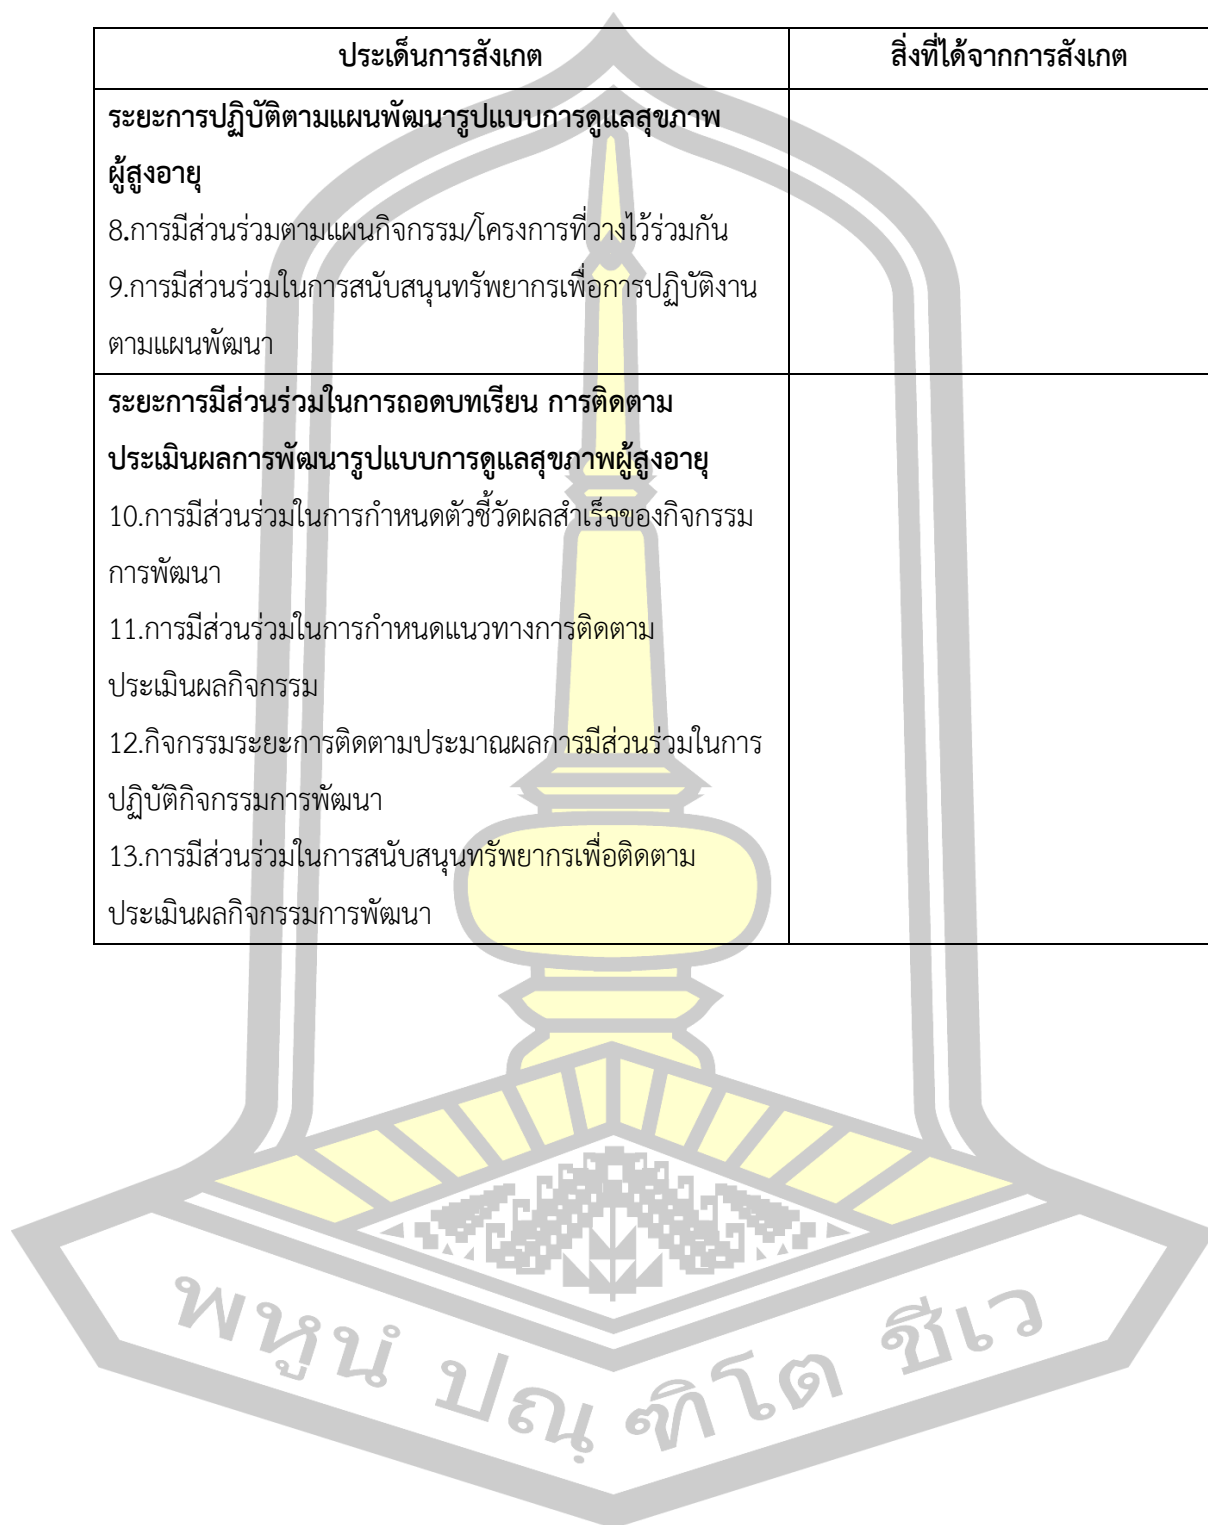 ประเด็นการสังเกต สิ่งที่ได้จากการสังเกต
ระยะการปฏิบัติตามแผนพัฒนารูปแบบการดูแลสุขภาพ
ผู้สูงอายุ
8.การมีส่วนร่วมตามแผนกิจกรรม/โครงการที่วางไว้ร่วมกัน
9.การมีส่วนร่วมในการสนับสนุนทรัพยากรเพื่อการปฏิบัติงาน
ตามแผนพัฒนา
ระยะการมีส่วนร่วมในการถอดบทเรียน การติดตาม
ประเมินผลการพัฒนารูปแบบการดูแลสุขภาพผู้สูงอายุ
10.การมีส่วนร่วมในการกำหนดตัวชี้วัดผลสำเร็จของกิจกรรม
การพัฒนา
11.การมีส่วนร่วมในการกำหนดแนวทางการติดตาม
ประเมินผลกิจกรรม
12.กิจกรรมระยะการติดตามประมาณผลการมีส่วนร่วมในการ
ปฏิบัติกิจกรรมการพัฒนา
13.การมีส่วนร่วมในการสนับสนุนทรัพยากรเพื่อติดตาม
ประเมินผลกิจกรรมการพัฒนา
พหูนํ ปณฺฑิโต ชีเว